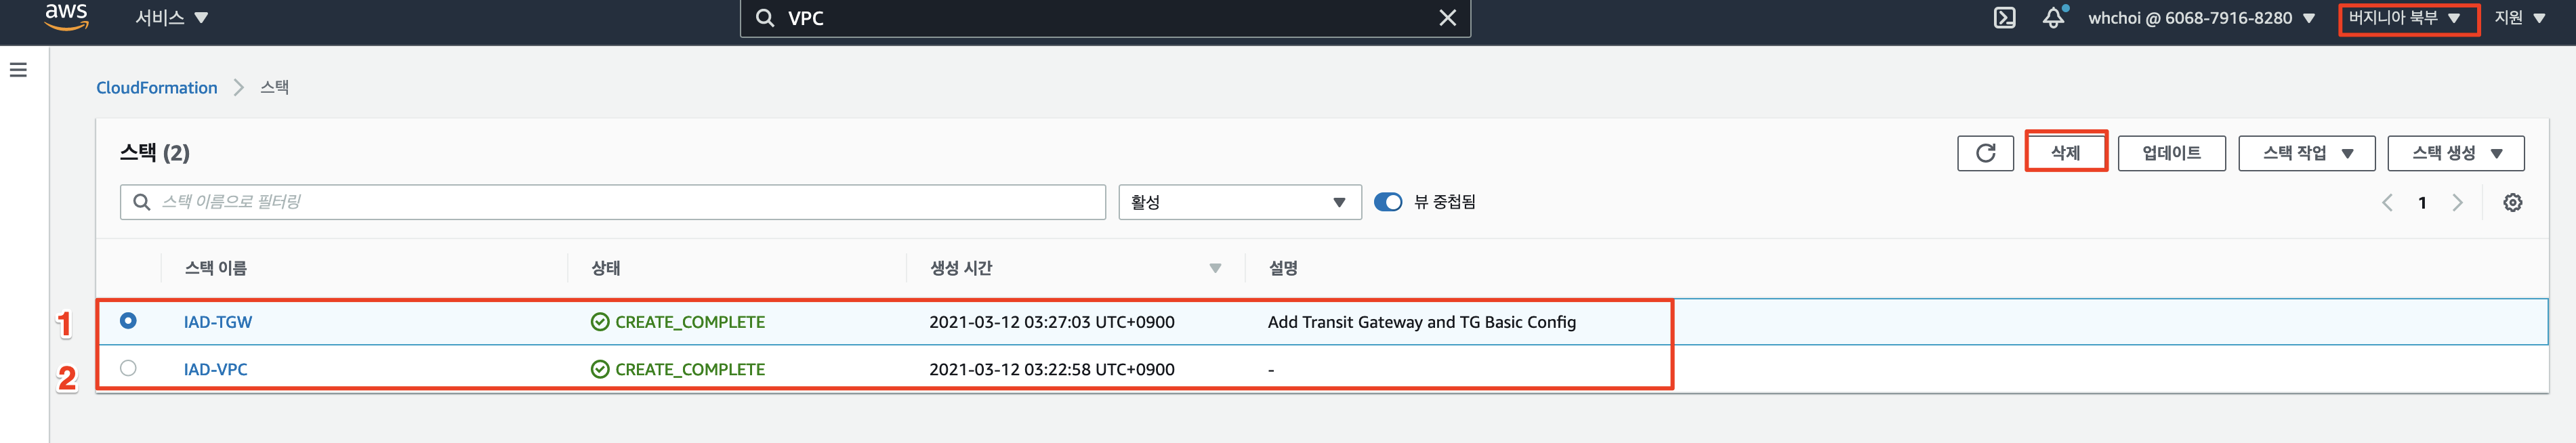 aws 서비스 ▼ VPC whchoi @ 6068-7916-8280 ▼ 버지니아 북부 ▼ 지원 ▼
CloudFormation > 스택
스택 (2) 삭제 업데이트 스택 작업 ▼ 스택 생성 ▼
스택 이름으로 필터링 활성 ▼ 뷰 중첩됨 < 1 >
스택 이름 상태 생성 시간 ▼ 설명
1 IAD-TGW CREATE_COMPLETE 2021-03-12 03:27:03 UTC+0900 Add Transit Gateway and TG Basic Config
2 IAD-VPC CREATE_COMPLETE 2021-03-12 03:22:58 UTC+0900 -